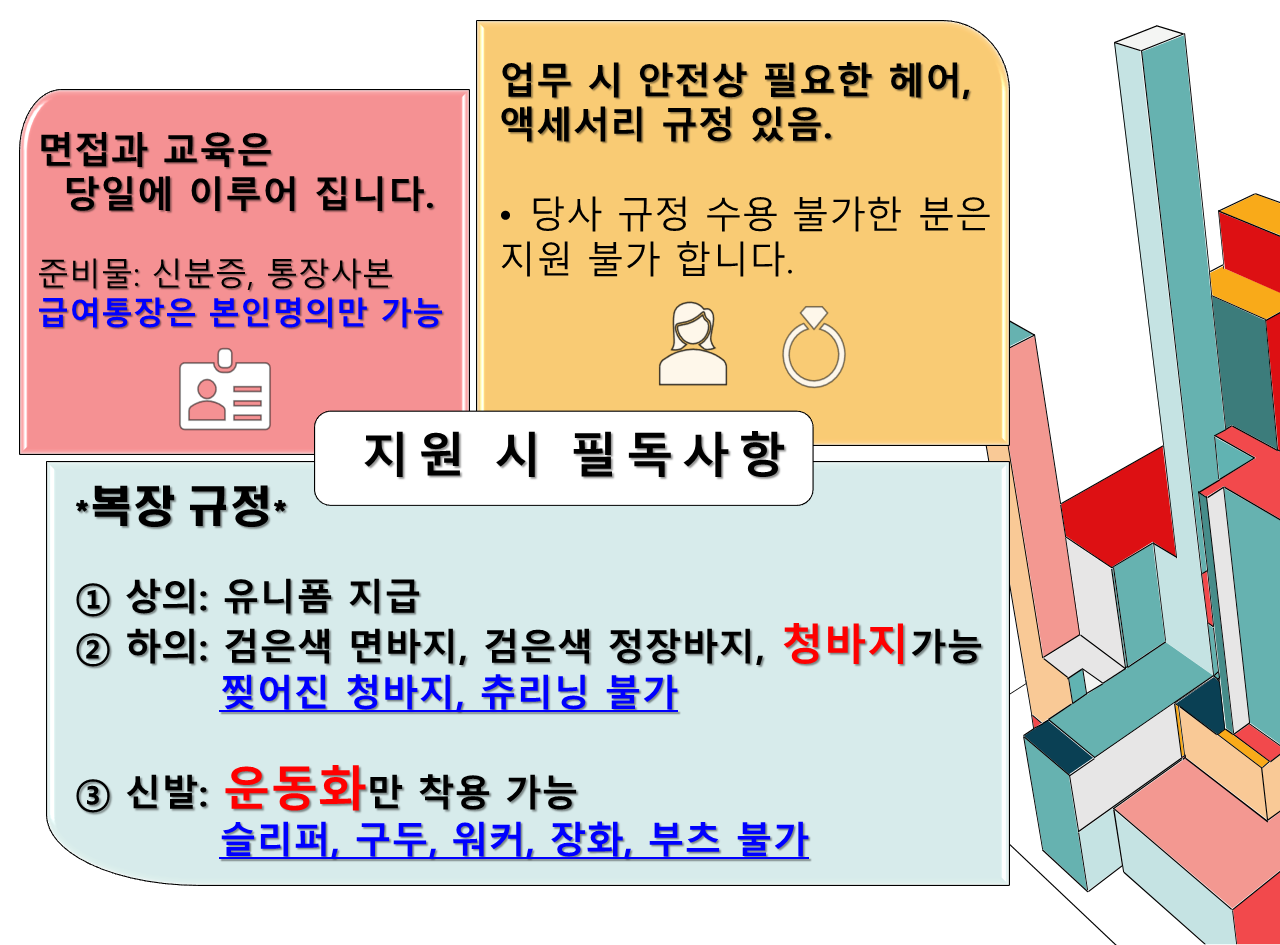 면접과 교육은
당일에 이루어 집니다.
준비물: 신분증, 통장사본
급여통장은 본인명의만 가능
업무 시 안전상 필요한 헤어,
액세서리 규정 있음.
• 당사 규정 수용 불가한 분은
지원 불가 합니다.
지원 시 필독사항
*복장 규정*
① 상의: 유니폼 지급
② 하의: 검은색 면바지, 검은색 정장바지, 청바지가능
찢어진 청바지, 츄리닝 불가
③ 신발: 운동화만 착용 가능
슬리퍼, 구두, 워커, 장화, 부츠 불가